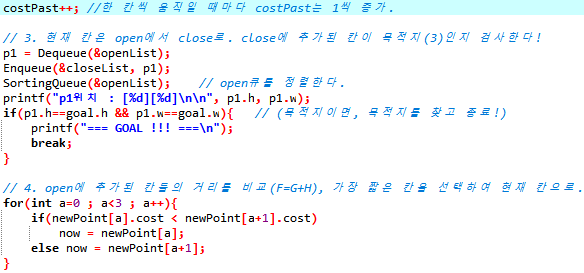 costPast++; //한 칸씩 움직일 때마다 costPast는 1씩 증가.
// 3. 현재 칸은 open에서 close로. close에 추가된 칸이 목적지(3)인지 검사한다!
p1 = Dequeue(&openList);
Enqueue(&closeList, p1);
SortingQueue(&openList); // open큐를 정렬한다.
printf("p1위치 : [%d][%d]\n\n", p1.h, p1.w);
if(p1.h==goal.h && p1.w==goal.w){ // (목적지이면, 목적지를 찾고 종료!)
printf("=== GOAL !!! ===\n");
break;
}
// 4. open에 추가된 칸들의 거리를 비교(F=G+H), 가장 짧은 칸을 선택하여 현재 칸으로.
for(int a=0 ; a<3 ; a++){
if(newPoint[a].cost < newPoint[a+1].cost)
now = newPoint[a];
else now = newPoint[a+1];
}